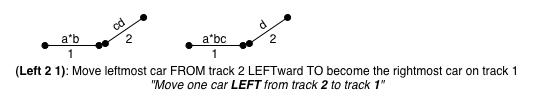 a*b cd a*bc d
1 2 1 2
(Left 2 1): Move leftmost car FROM track 2 LEFTward TO become the rightmost car on track 1
"Move one car LEFT from track 2 to track 1"